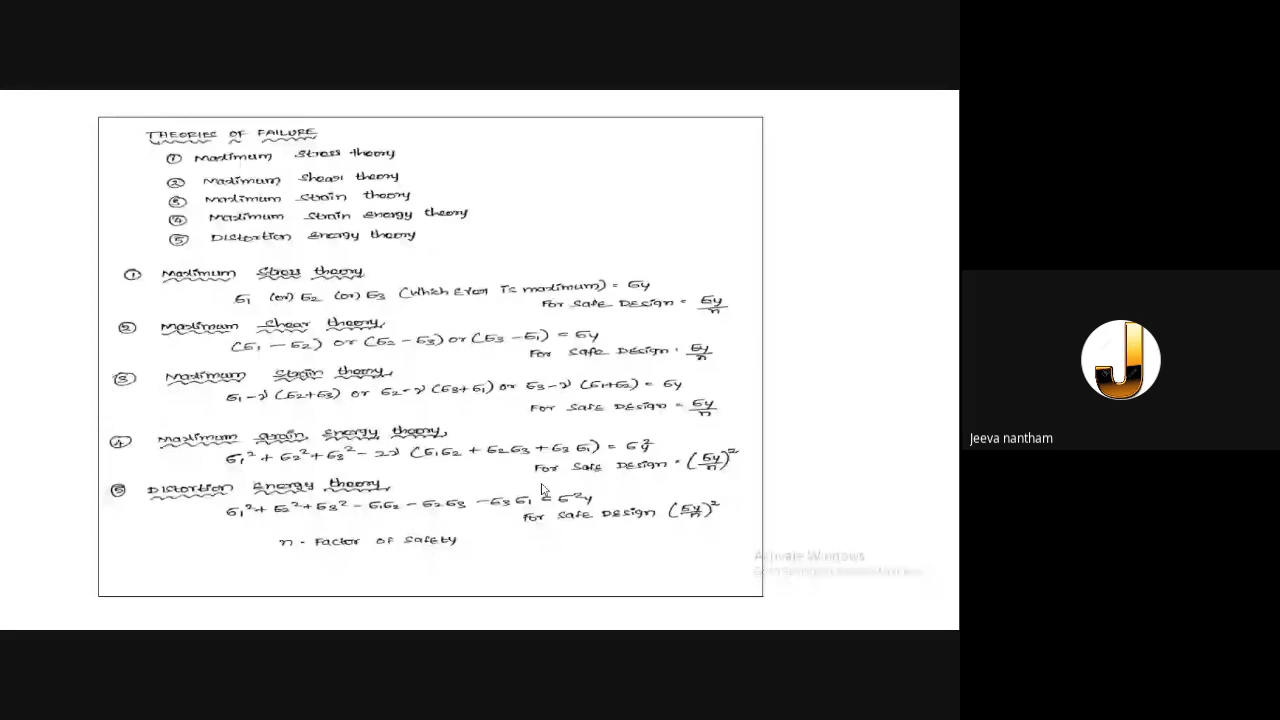 THEORIES OF FAILURE
① Maximum stress theory
② Maximum shear theory
③ Maximum strain theory
④ Maximum strain energy theory
⑤ Distortion energy theory
① Maximum stress theory
σ₁ (or) σ₂ (or) σ₃ (which ever is maximum) = σy
For safe design = σy/n
② Maximum shear theory
(σ₁ - σ₂) or (σ₂ - σ₃) or (σ₃ - σ₁) = σy
For safe design = σy/n
③ Maximum strain theory
σ₁-ν (σ₂+σ₃) or σ₂-ν (σ₃+σ₁) or σ₃-ν (σ₁+σ₂) = σy
For safe design = σy/n
④ Maximum strain energy theory
σ₁² + σ₂² + σ₃² - 2ν (σ₁σ₂ + σ₂σ₃ + σ₃σ₁) = σy²
For safe design = (σy/n)²
⑤ Distortion energy theory
σ₁² + σ₂² + σ₃² - σ₁σ₂ - σ₂σ₃ - σ₃σ₁ = σ²y
For safe design (σy/n)²
n - Factor of safety
Activate Windows
Jeeva nantham